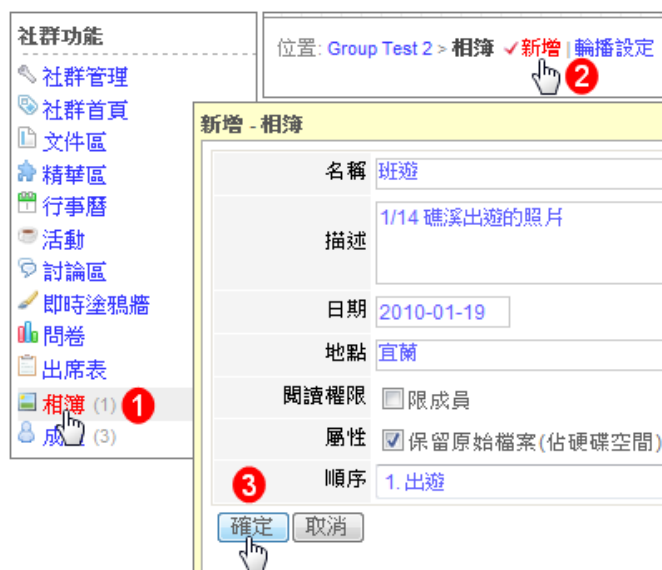 社群功能
社群管理
社群首頁
文件區
精華區
行事曆
活動
討論區
即時塗鴉牆
問卷
出席表
相簿 (1) 1
成 (3)
位置: Group Test 2 > 相簿 ✓新增 | 輪播設定
2
新增 - 相簿
名稱 班遊
描述 1/14 礁溪出遊的照片
日期 2010-01-19
地點 宜蘭
閱讀權限 限成員
屬性 保留原始檔案(佔硬碟空間)
順序 1. 出遊
3
確定 取消